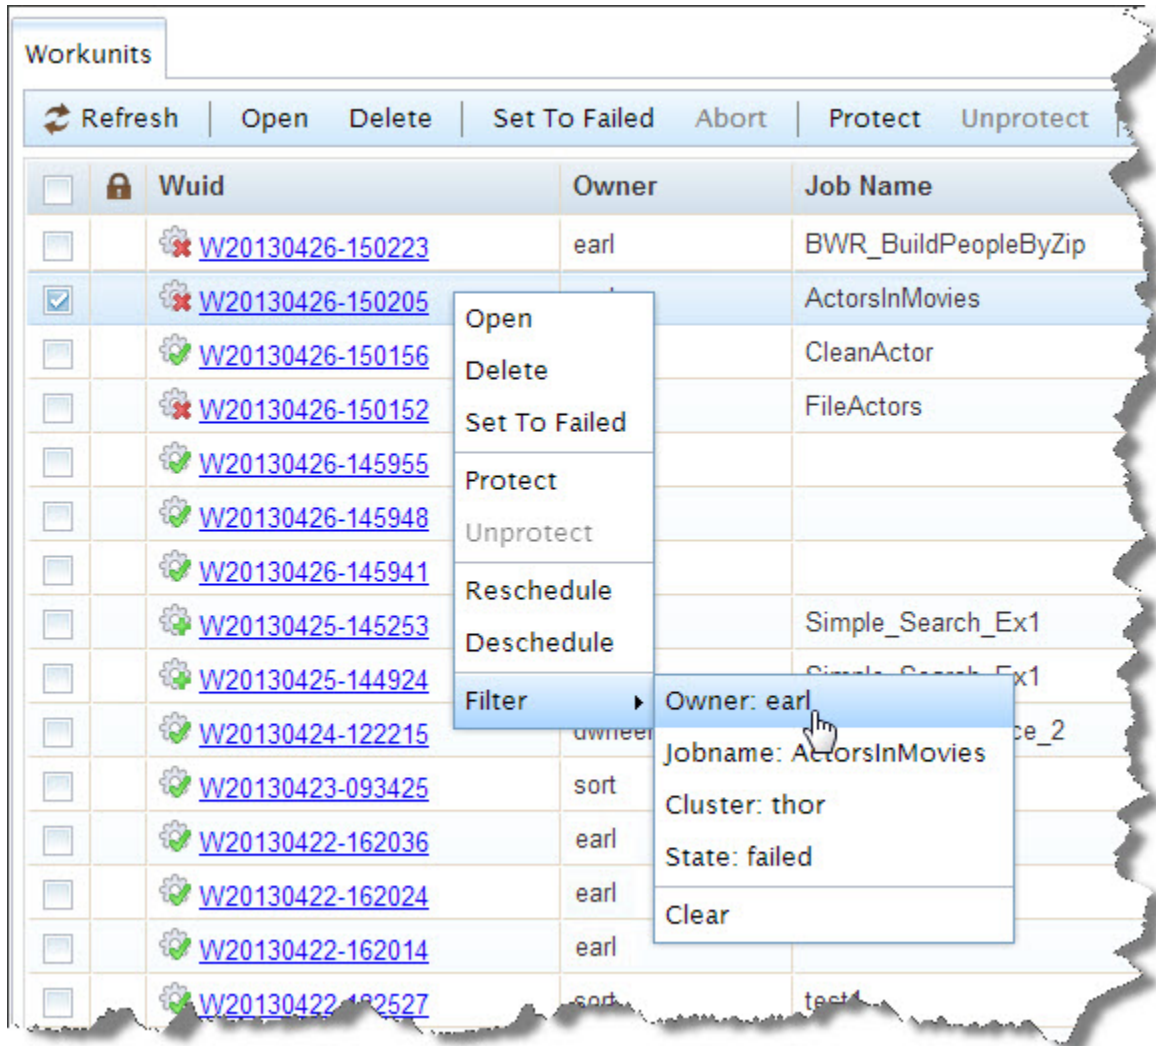 Workunits
Refresh Open Delete Set To Failed Abort Protect Unprotect
Wuid Owner Job Name
W20130426-150223 earl BWR_BuildPeopleByZip
W20130426-150205 ActorsInMovies
W20130426-150156 CleanActor
W20130426-150152 FileActors
W20130426-145955
W20130426-145948
W20130426-145941
W20130425-145253 Simple_Search_Ex1
W20130425-144924 Simple_Search_Ex1
W20130424-122215
W20130423-093425 sort
W20130422-162036 earl
W20130422-162024 earl
W20130422-162014 earl
sort
Open
Delete
Set To Failed
Protect
Unprotect
Reschedule
Deschedule
Filter
Owner: earl
Jobname: ActorsInMovies
Cluster: thor
State: failed
Clear